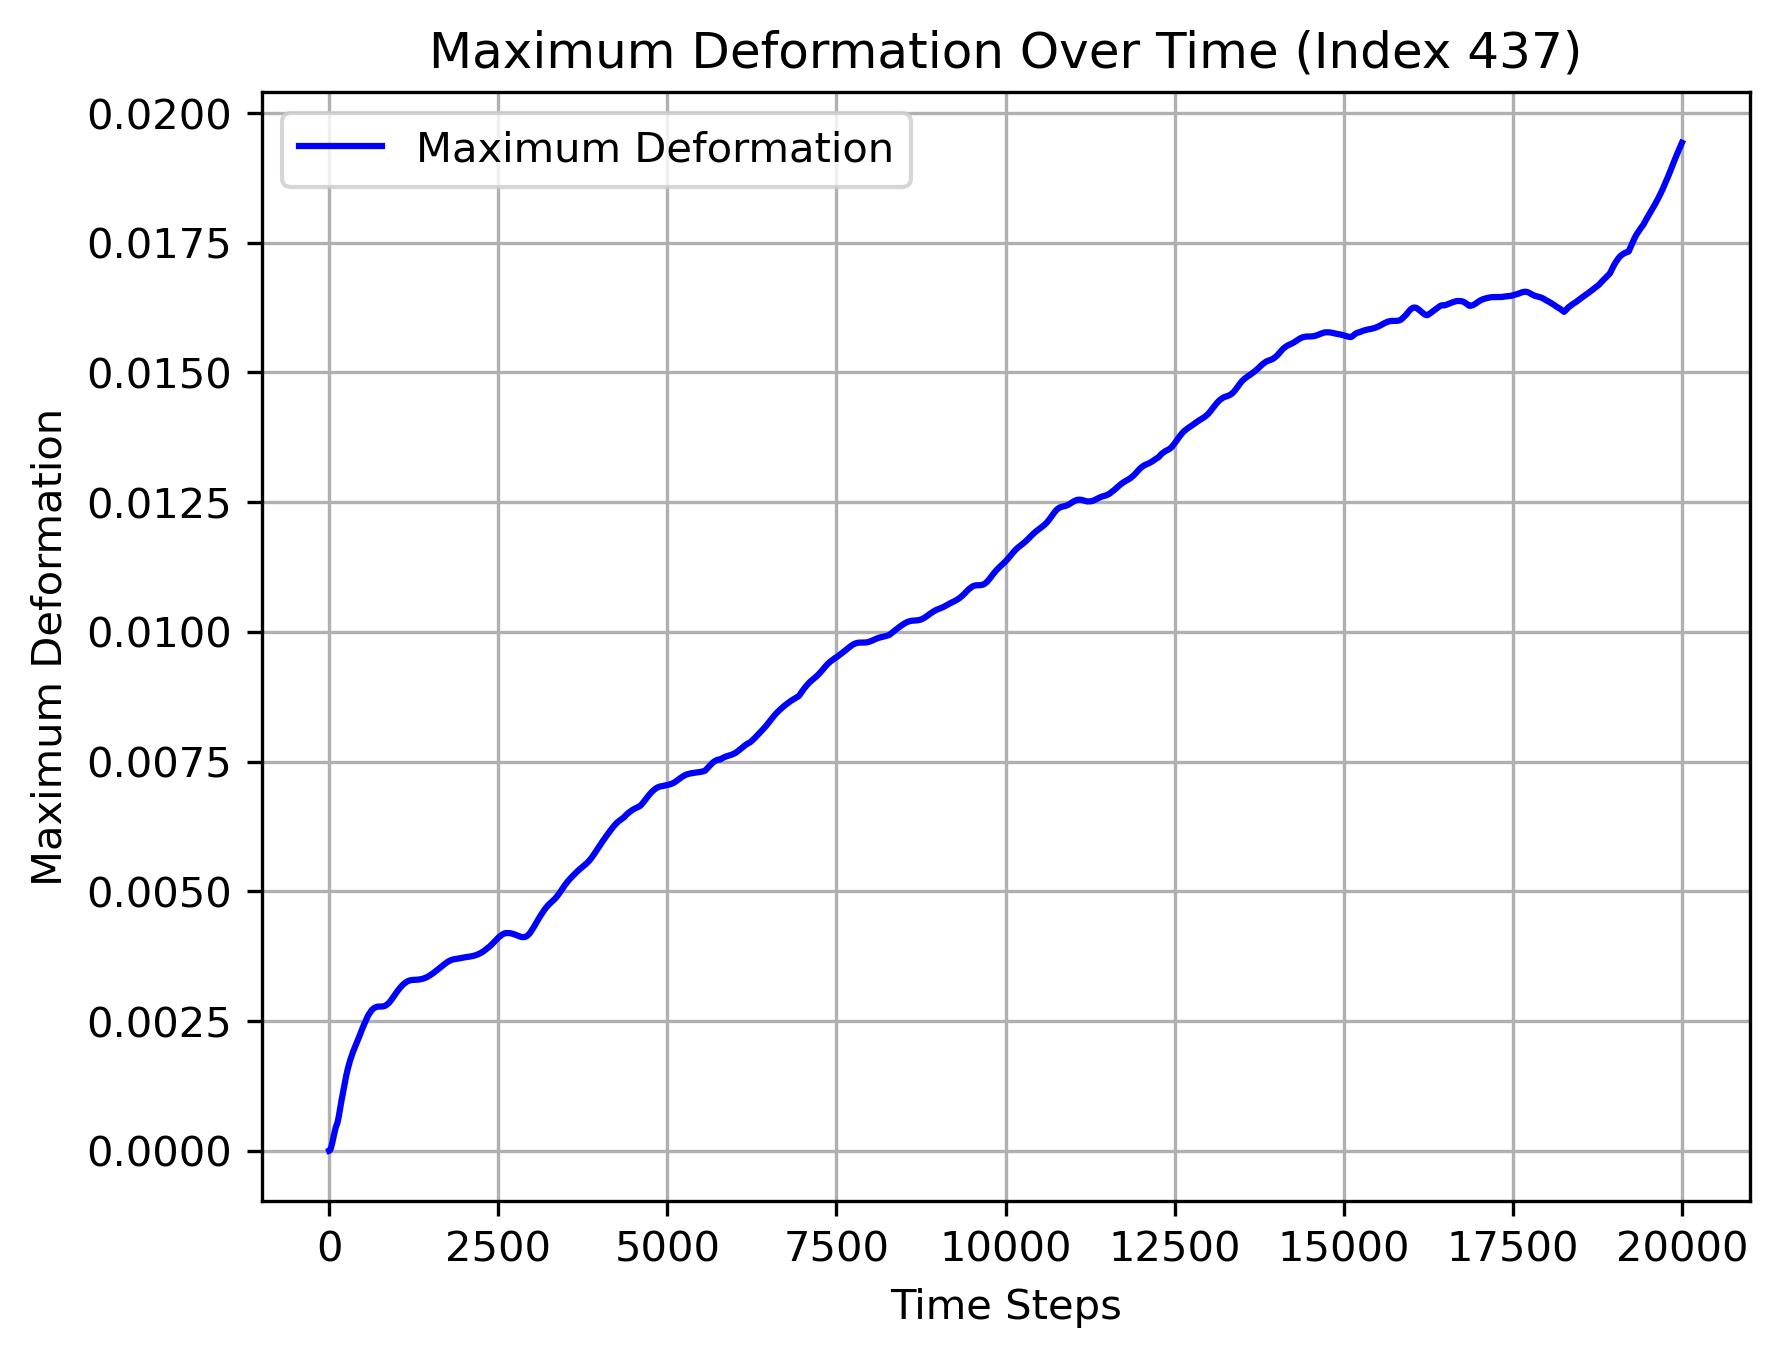 Maximum Deformation Over Time (Index 437)
Maximum Deformation
0.0200
0.0175
0.0150
0.0125
0.0100
0.0075
0.0050
0.0025
0.0000
Maximum Deformation
0 2500 5000 7500 10000 12500 15000 17500 20000
Time Steps